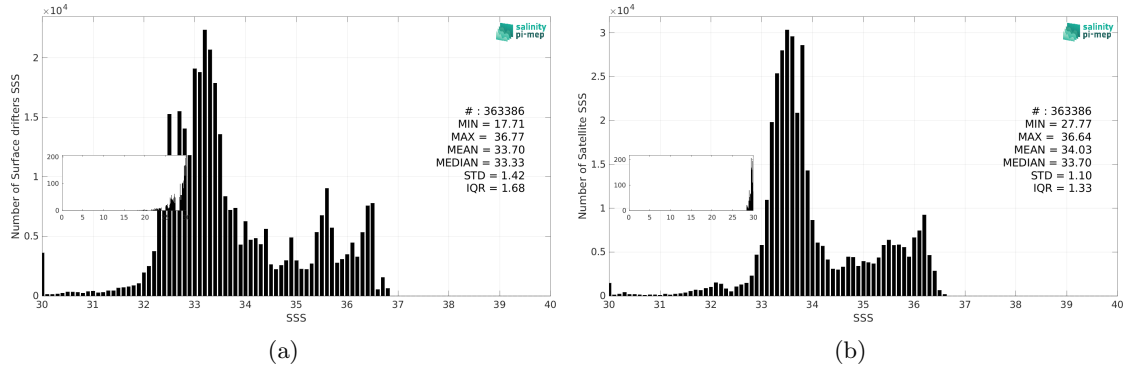 ×10⁴
salinity
pi-mep
2
1.5
1
0.5
0
Number of Surface drifters SSS
# : 363386
MIN = 17.71
MAX = 36.77
MEAN = 33.70
MEDIAN = 33.33
STD = 1.42
IQR = 1.68
200
100
0
0 5 10 15 20 25
30 31 32 33 34 35 36 37 38 39 40
SSS
(a)
×10⁴
salinity
pi-mep
3
2.5
2
1.5
1
0.5
0
Number of Satellite SSS
# : 363386
MIN = 27.77
MAX = 36.64
MEAN = 34.03
MEDIAN = 33.70
STD = 1.10
IQR = 1.33
200
100
0
0 5 10 15 20 25 30
30 31 32 33 34 35 36 37 38 39 40
SSS
(b)